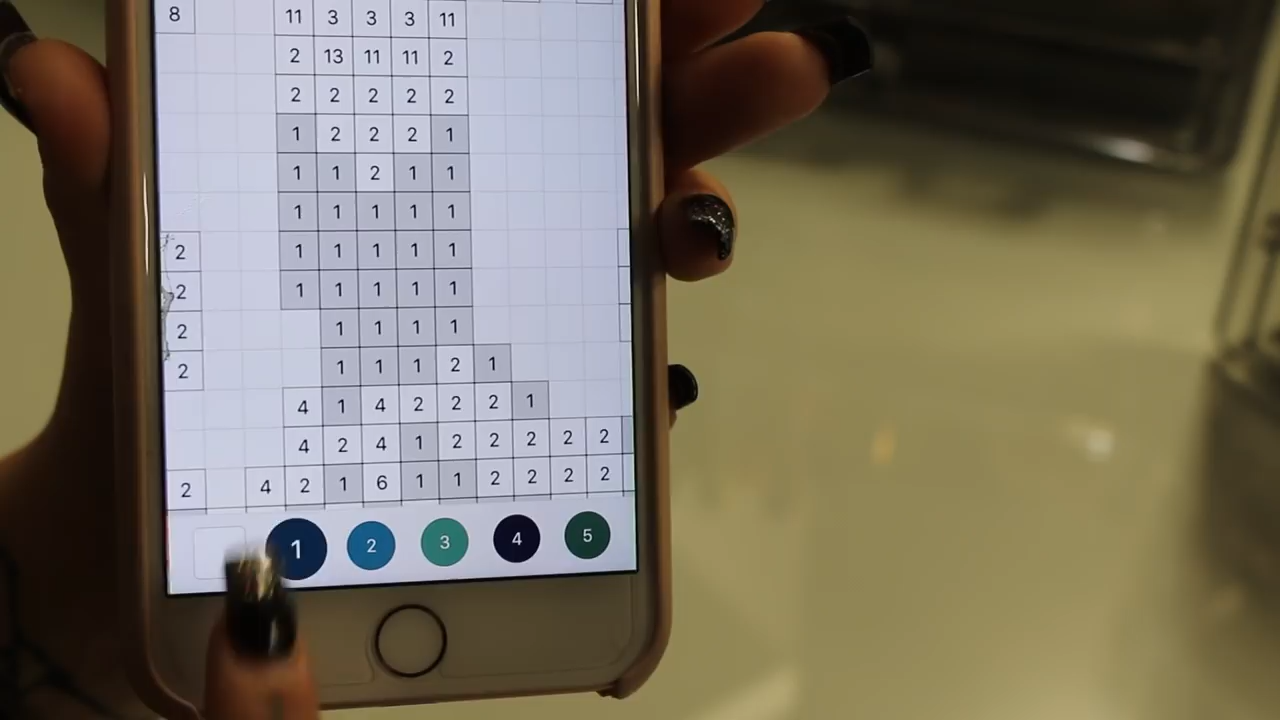 8 11 3 3 3 11
2 13 11 11 2
2 2 2 2 2
1 2 2 2 1
1 1 2 1 1
1 1 1 1 1
2 1 1 1 1 1
2 1 1 1 1 1
2 1 1 1 1
2 1 1 1 2 1
4 1 4 2 2 2 1
4 2 4 1 2 2 2 2 2
2 4 2 1 6 1 1 2 2 2 2
1 2 3 4 5